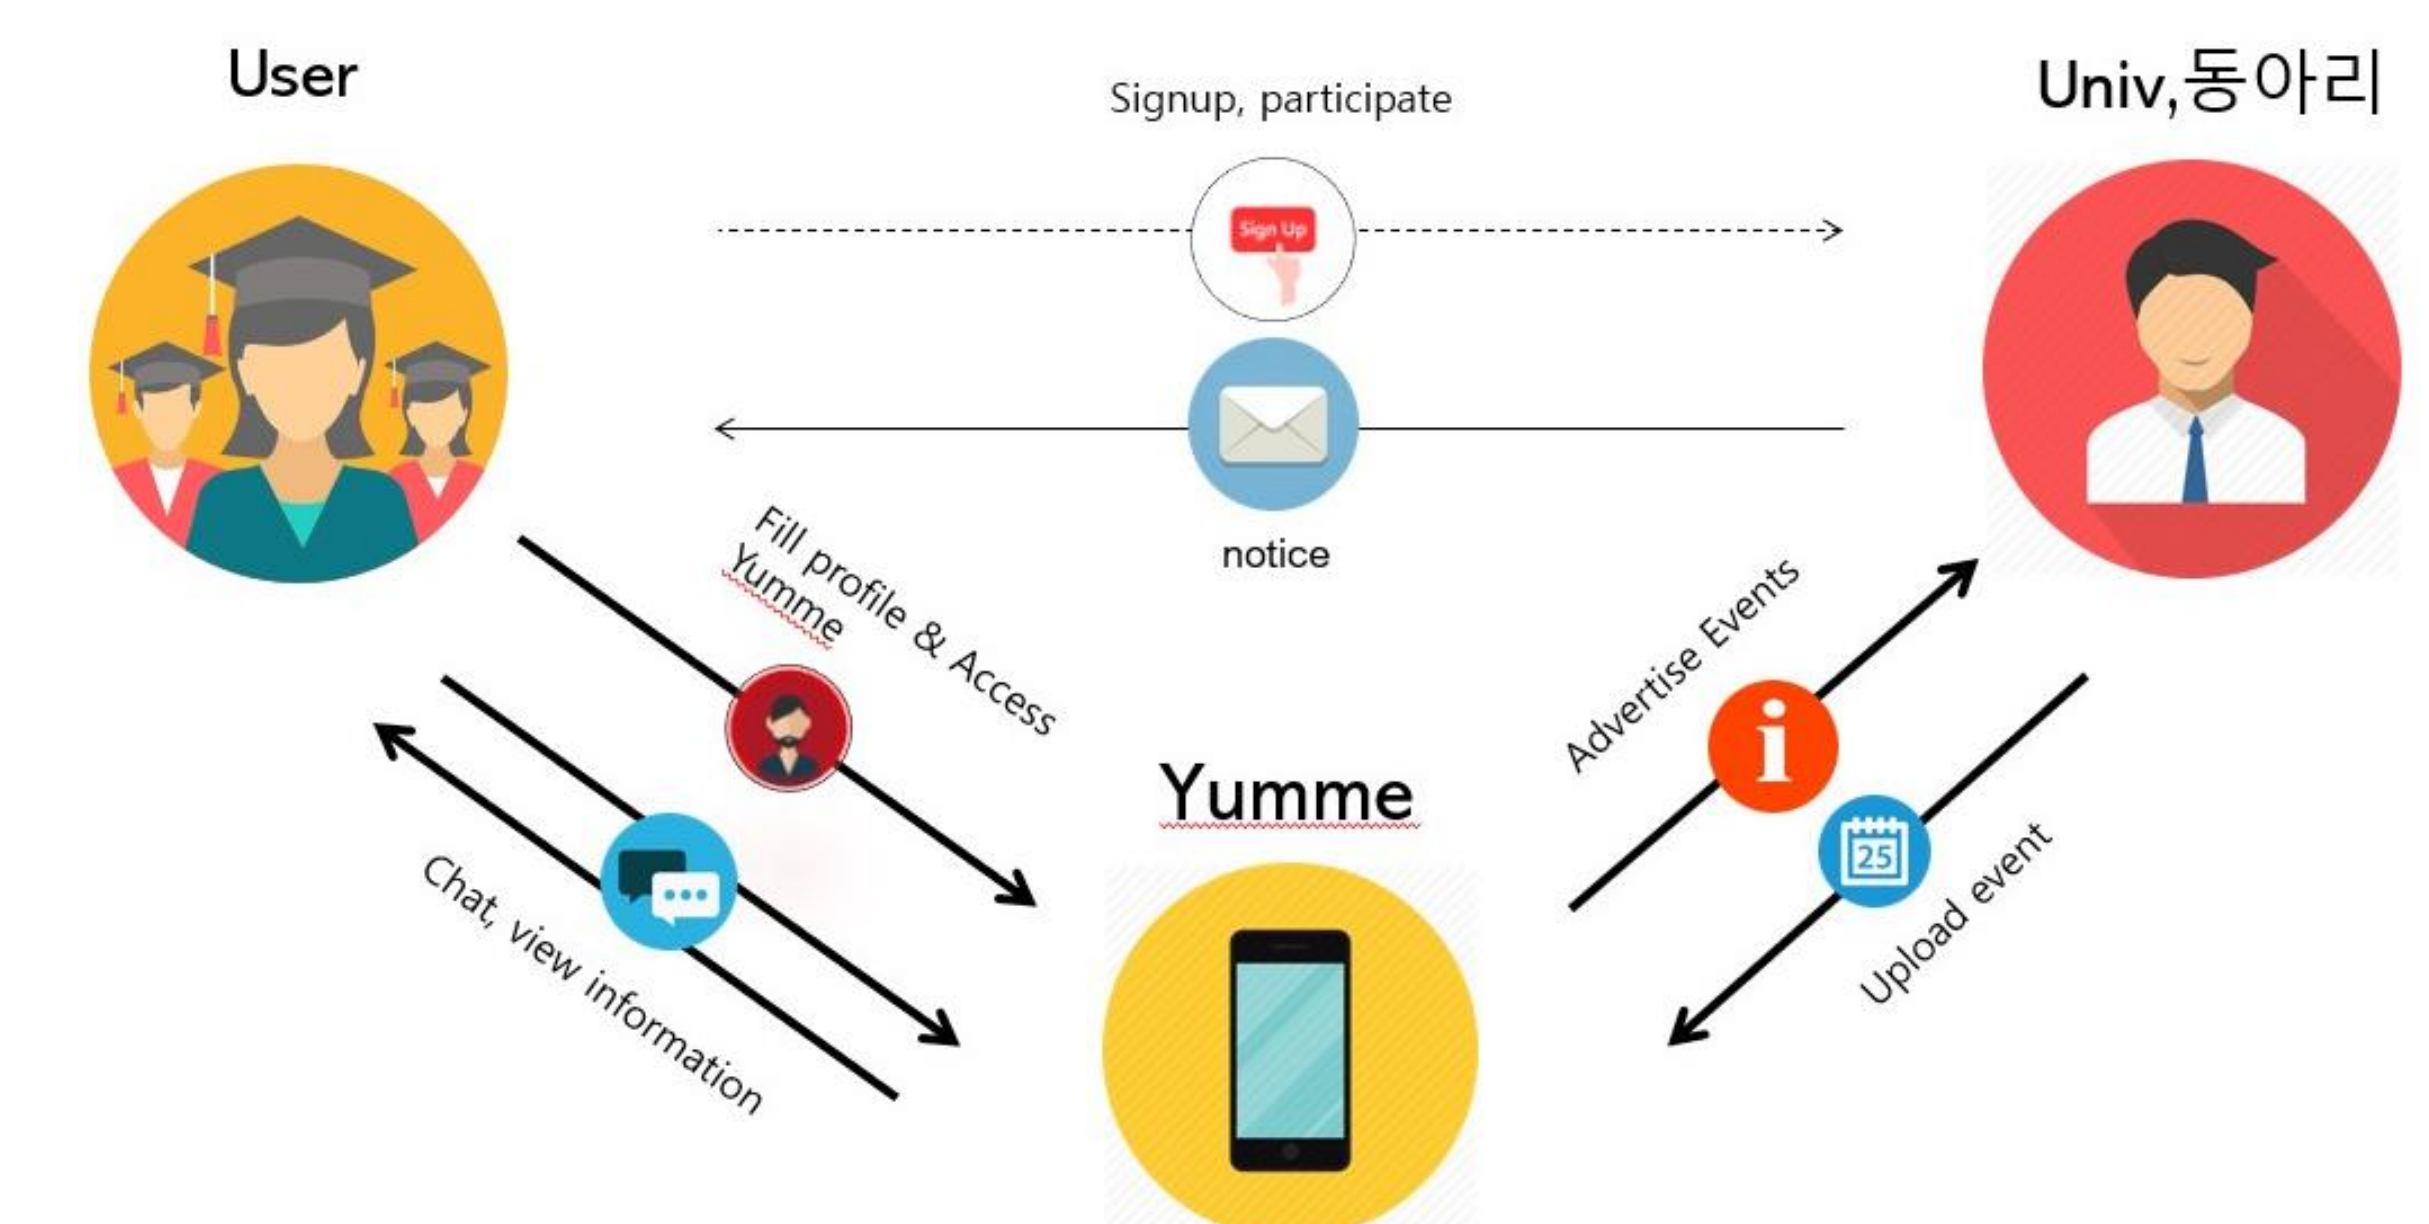 User
Signup, participate
Univ,동아리
Sign Up
notice
Fill profile & Access
Yumme
Advertise Events
Yumme
25
Chat, view information
Upload event